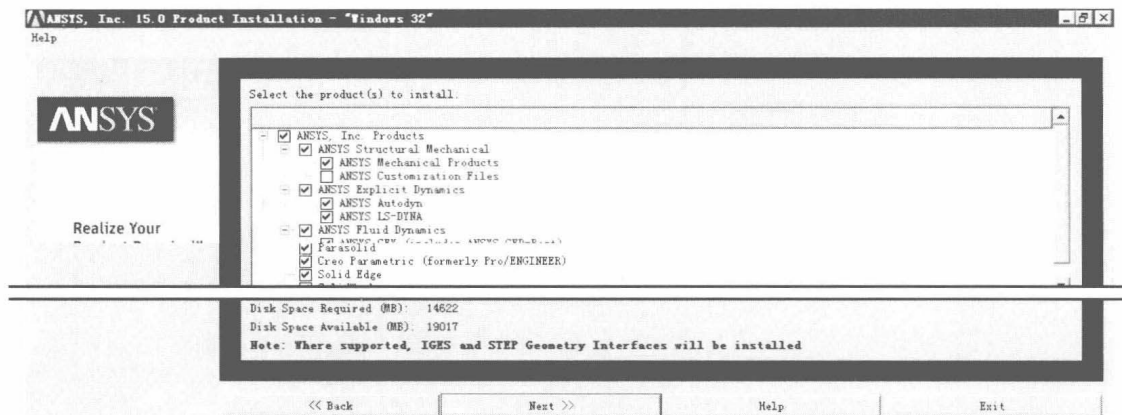 ANSYS, Inc. 15.0 Product Installation - "Windows 32"
Help
ANSYS
Select the product(s) to install.
ANSYS, Inc. Products
ANSYS Structural Mechanical
ANSYS Mechanical Products
ANSYS Customization Files
ANSYS Explicit Dynamics
ANSYS Autodyn
ANSYS LS-DYNA
ANSYS Fluid Dynamics
Realize Your
Parasolid
Creo Parametric (formerly Pro/ENGINEER)
Solid Edge
Disk Space Required (MB): 14622
Disk Space Available (MB): 19017
Note: Where supported, IGES and STEP Geometry Interfaces will be installed
<< Back
Next >>
Help
Exit